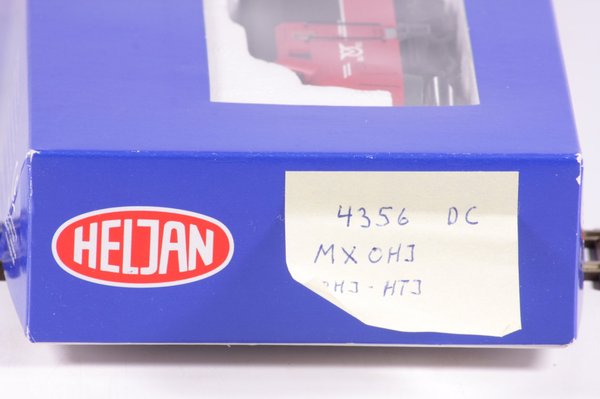 HELJAN
4356 DC
MX OHJ
OHJ-HTJ